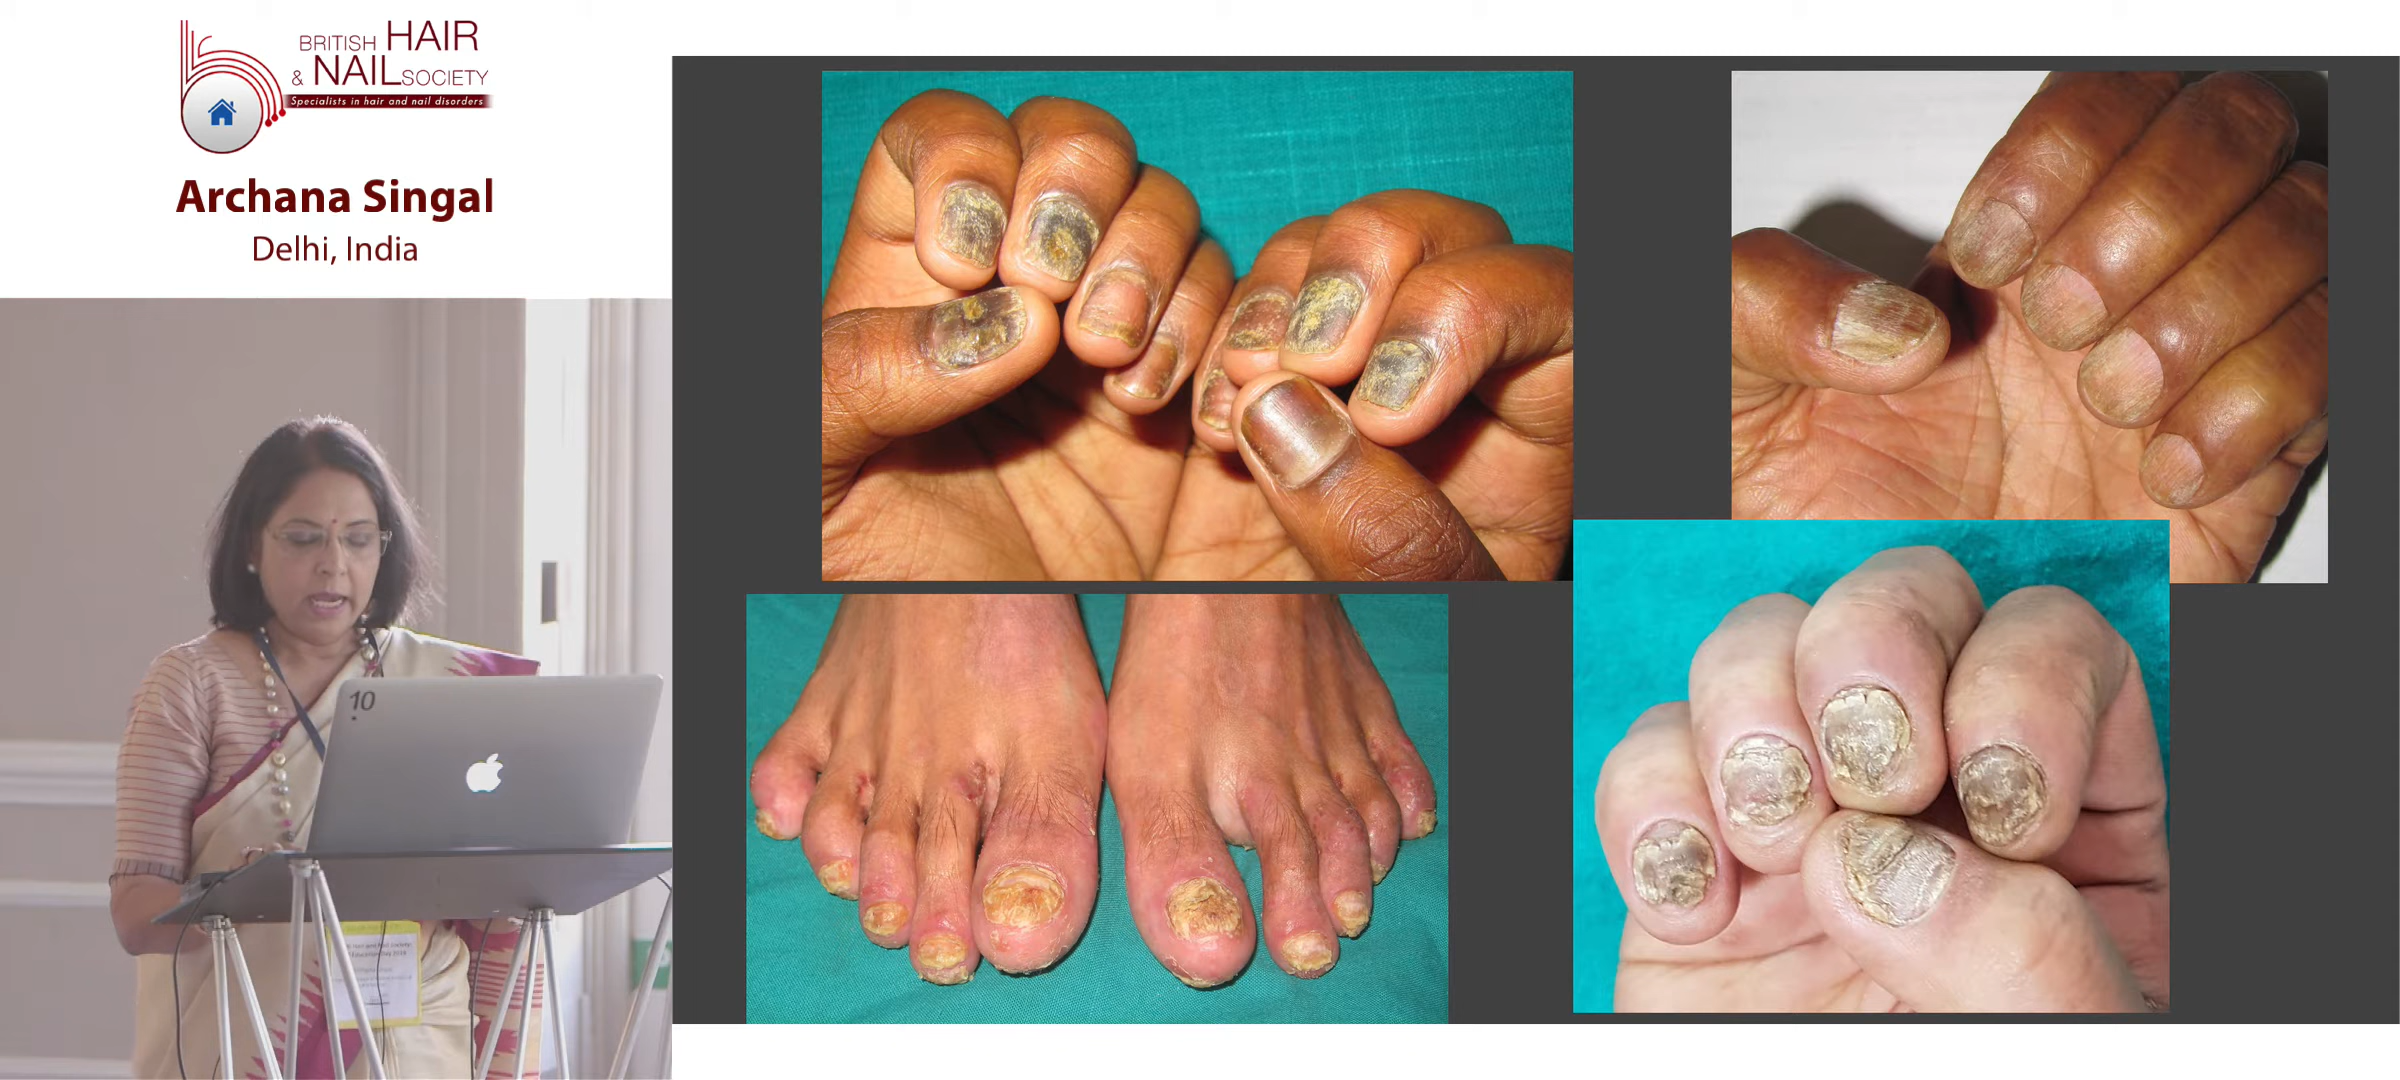 BRITISH HAIR
& NAIL SOCIETY
Specialists in hair and nail disorders
Archana Singal
Delhi, India
10